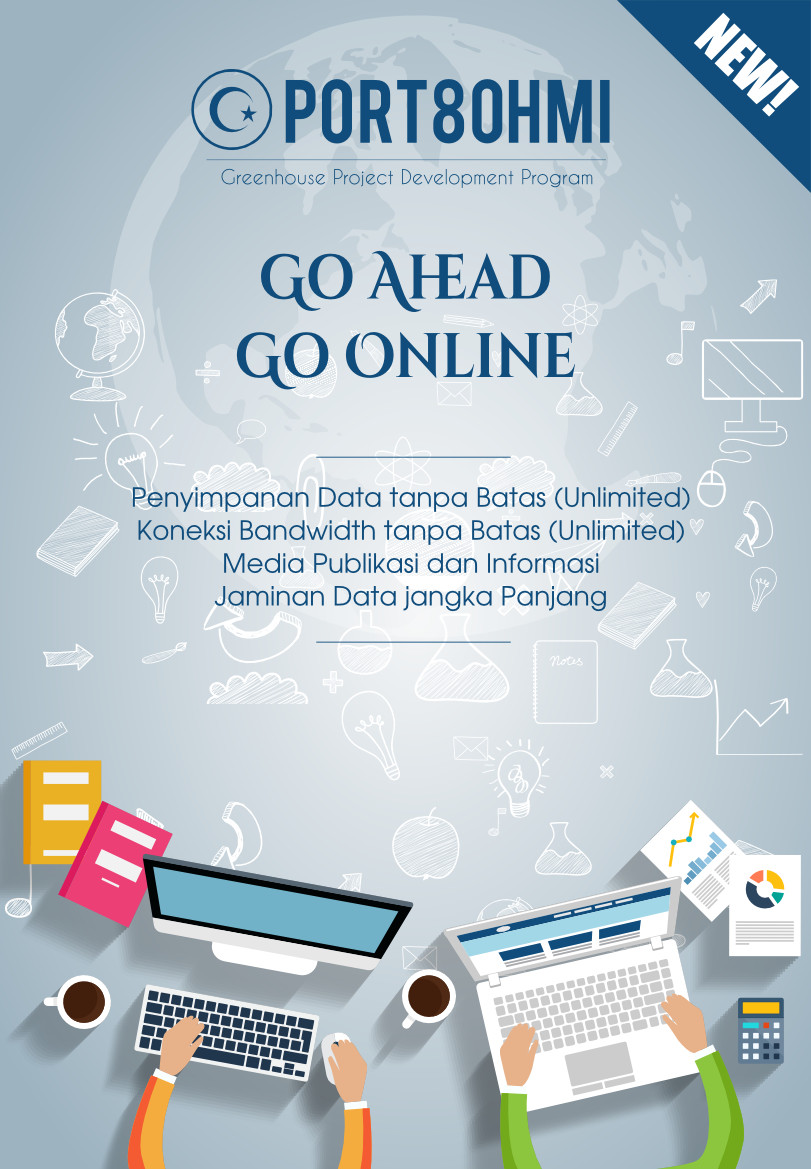 NEW!
PORT80HMI
Greenhouse Project Development Program
GO AHEAD
GO ONLINE
Penyimpanan Data tanpa Batas (Unlimited)
Koneksi Bandwidth tanpa Batas (Unlimited)
Media Publikasi dan Informasi
Jaminan Data jangka Panjang
Notes